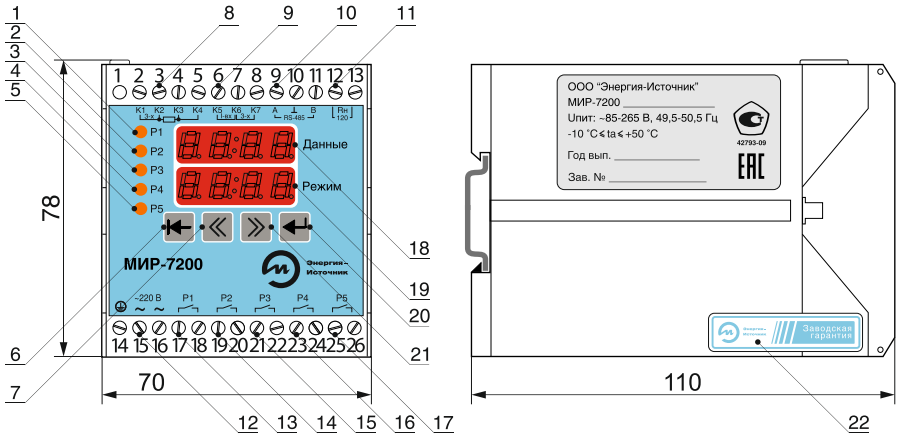 1
2
3
4
5
8 9 10 11
1 2 3 4 5 6 7 8 9 10 11 12 13
K1 K2 K3 K4 K5 K6 K7 A ⊥ B Rн
3-х I-вх 3-х RS-485 120
P1
P2
P3
P4
P5
88:88 Данные
88:88 Режим
МИР-7200
Энергия-
Источник
~220 В P1 P2 P3 P4 P5
~ ~
14 15 16 17 18 19 20 21 22 23 24 25 26
78
70
6
7
12 13 14 15 16 17
18
19
20
21
ООО "Энергия-Источник"
МИР-7200
Uпит: ~85-265 В, 49,5-50,5 Гц
-10 °C ⩽ ta ⩽ +50 °C
Год вып.
Зав. №
С Т
42793-09
EAC
Энергия-
Источник
Заводская
гарантия
110
22